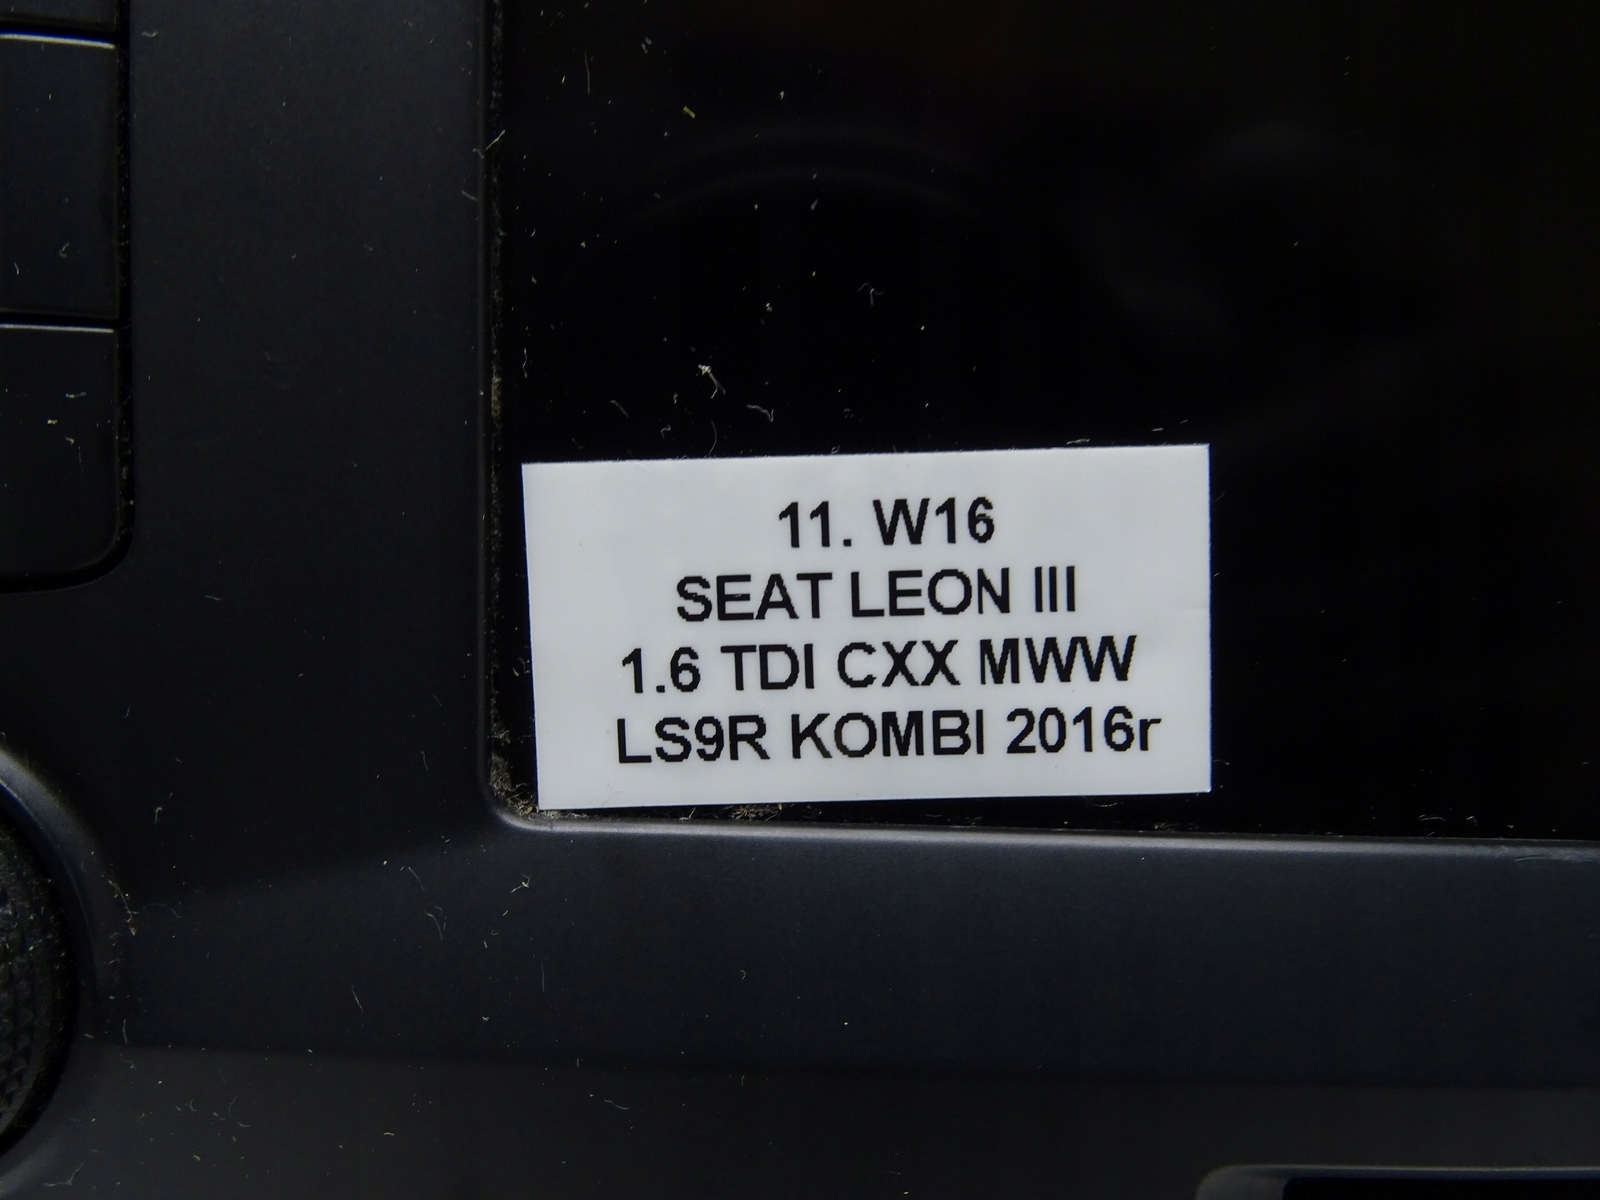 11. W16
SEAT LEON III
1.6 TDI CXX MWW
LS9R KOMBI 2016r